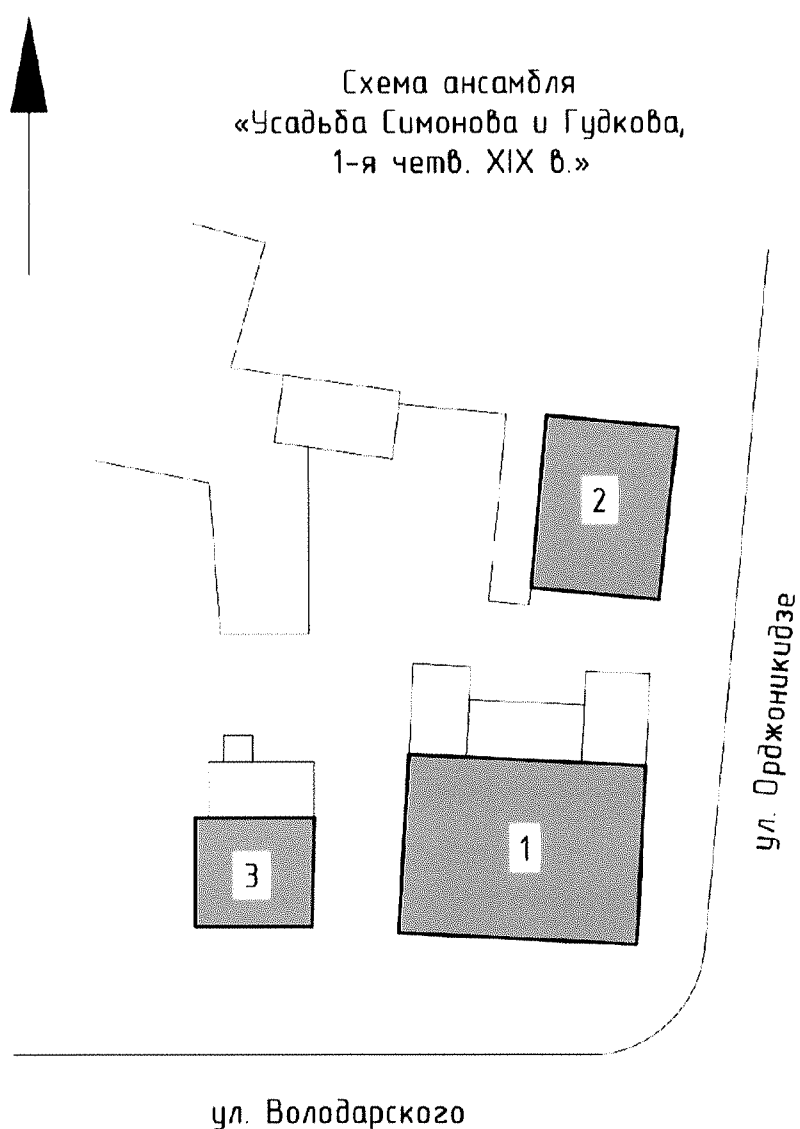 Схема ансамбля
«Усадьба Симонова и Гудкова,
1-я четв. XIX в.»
2
ул. Орджоникидзе
1
3
ул. Володарского